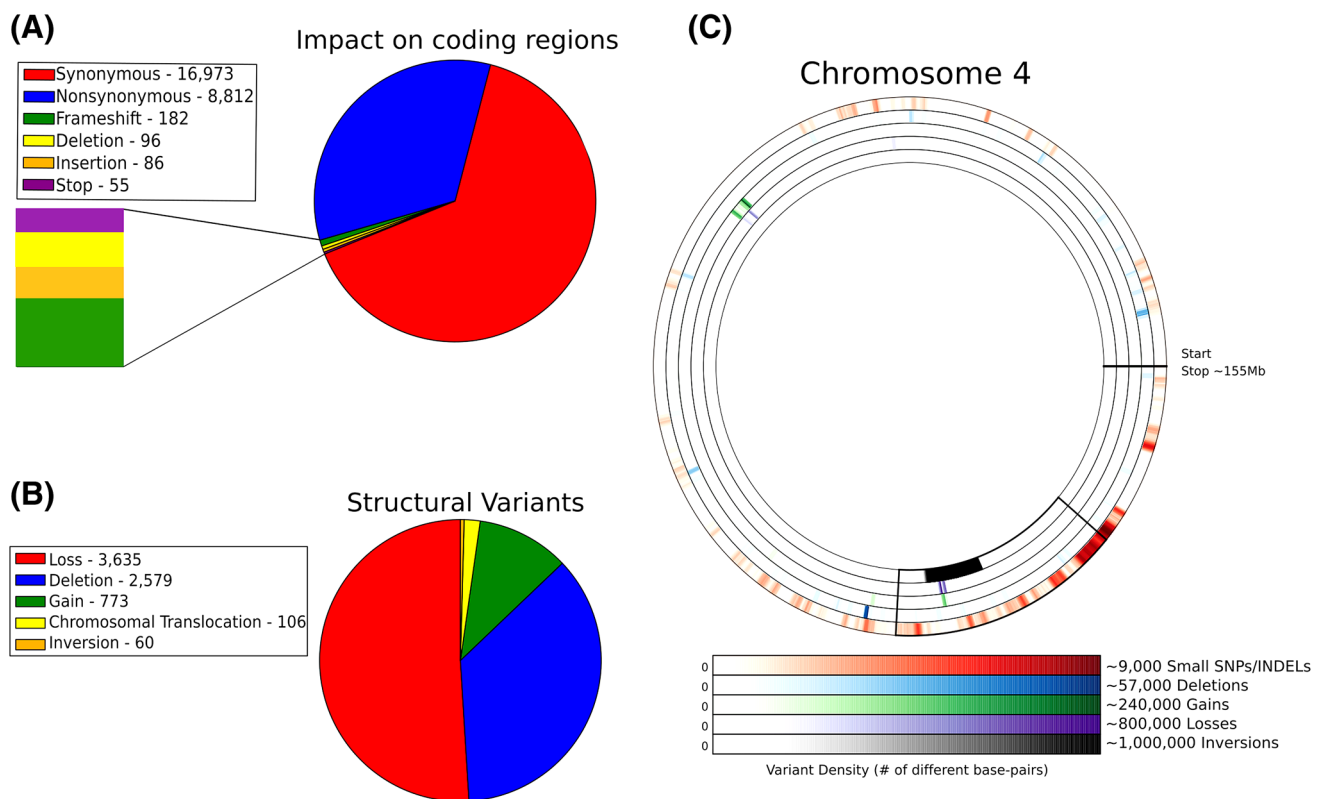 (A)
Impact on coding regions
Synonymous - 16,973
Nonsynonymous - 8,812
Frameshift - 182
Deletion - 96
Insertion - 86
Stop - 55
(B)
Structural Variants
Loss - 3,635
Deletion - 2,579
Gain - 773
Chromosomal Translocation - 106
Inversion - 60
(C)
Chromosome 4
Start
Stop ~155Mb
0 ~9,000 Small SNPs/INDELs
0 ~57,000 Deletions
0 ~240,000 Gains
0 ~800,000 Losses
0 ~1,000,000 Inversions
Variant Density (# of different base-pairs)